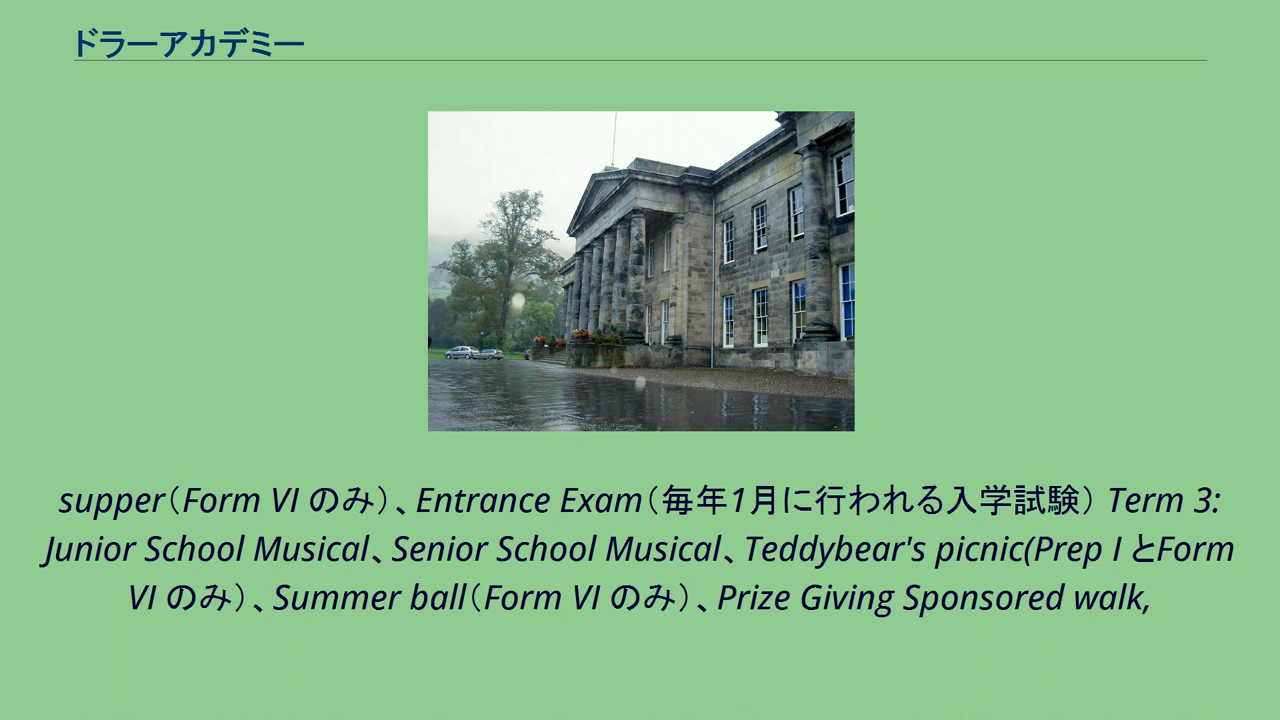 ドラーアカデミー
supper（Form VI のみ）、Entrance Exam（毎年1月に行われる入学試験） Term 3:
Junior School Musical、Senior School Musical、Teddybear's picnic(Prep I とForm
VI のみ）、Summer ball（Form VI のみ）、Prize Giving Sponsored walk,